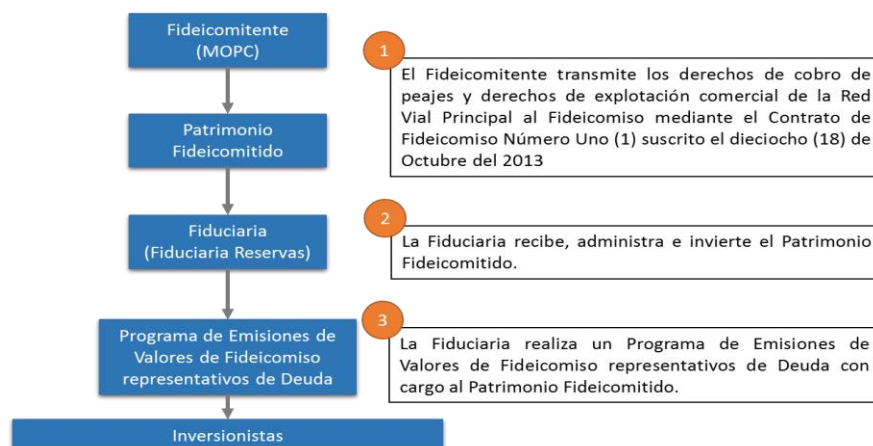 Fideicomitente
(MOPC)
1
El Fideicomitente transmite los derechos de cobro de
peajes y derechos de explotación comercial de la Red
Vial Principal al Fideicomiso mediante el Contrato de
Fideicomiso Número Uno (1) suscrito el dieciocho (18) de
Octubre del 2013
Patrimonio
Fideicomitido
2
Fiduciaria
(Fiduciaria Reservas)
La Fiduciaria recibe, administra e invierte el Patrimonio
Fideicomitido.
3
Programa de Emisiones de
Valores de Fideicomiso
representativos de Deuda
La Fiduciaria realiza un Programa de Emisiones de
Valores de Fideicomiso representativos de Deuda con
cargo al Patrimonio Fideicomitido.
Inversionistas